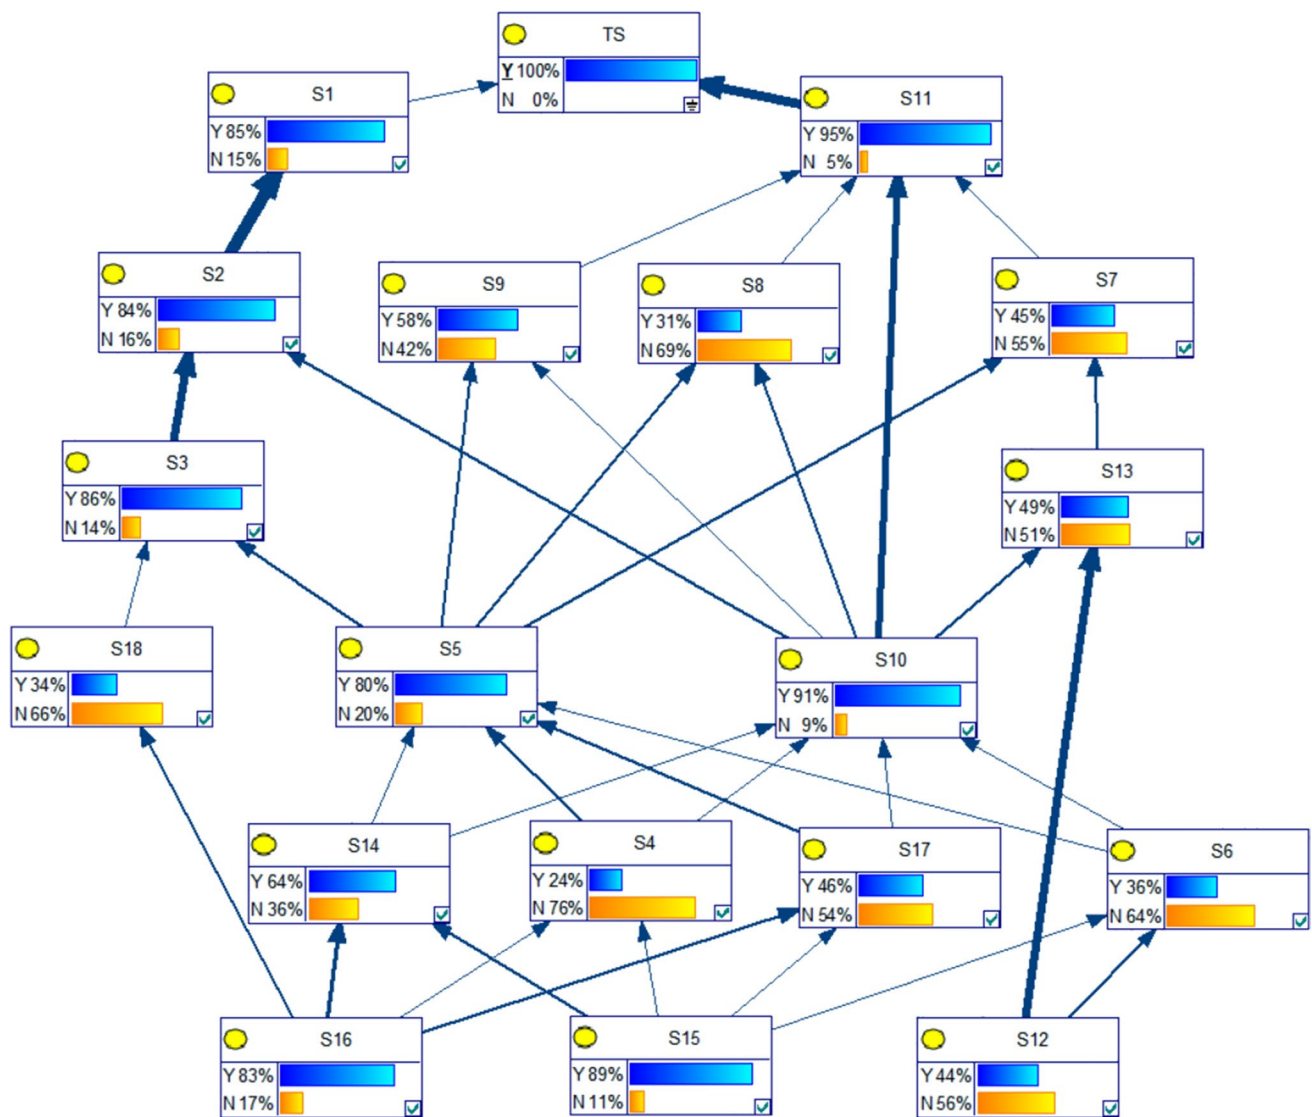 TS
Y 100%
N 0%
S1
Y 85%
N 15%
S11
Y 95%
N 5%
S2
Y 84%
N 16%
S9
Y 58%
N 42%
S8
Y 31%
N 69%
S7
Y 45%
N 55%
S3
Y 86%
N 14%
S13
Y 49%
N 51%
S18
Y 34%
N 66%
S5
Y 80%
N 20%
S10
Y 91%
N 9%
S14
Y 64%
N 36%
S4
Y 24%
N 76%
S17
Y 46%
N 54%
S6
Y 36%
N 64%
S16
Y 83%
N 17%
S15
Y 89%
N 11%
S12
Y 44%
N 56%